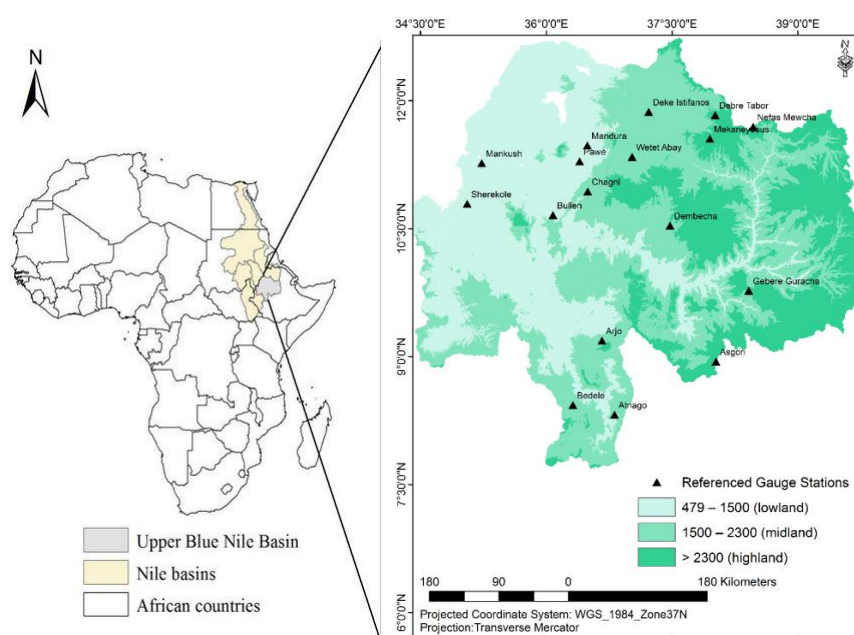 N
Upper Blue Nile Basin
Nile basins
African countries
34°30'0"E
36°0'0"E
37°30'0"E
39°0'0"E
N
12°0'0"N
10°30'0"N
9°0'0"N
7°30'0"N
6°0'0"N
Deke Istifanos
Debre Tabor
Nefas Mewcha
Mekaneyesus
Mandura
Mankush
Pawe
Wetet Abay
Chagni
Sherekole
Bullen
Dembecha
Gebere Guracha
Arjo
Asgori
Bedele
Atnago
Referenced Gauge Stations
479 – 1500 (lowland)
1500 – 2300 (midland)
> 2300 (highland)
180 90 0 180 Kilometers
Projected Coordinate System: WGS_1984_Zone37N
Projection:Transverse Mercator